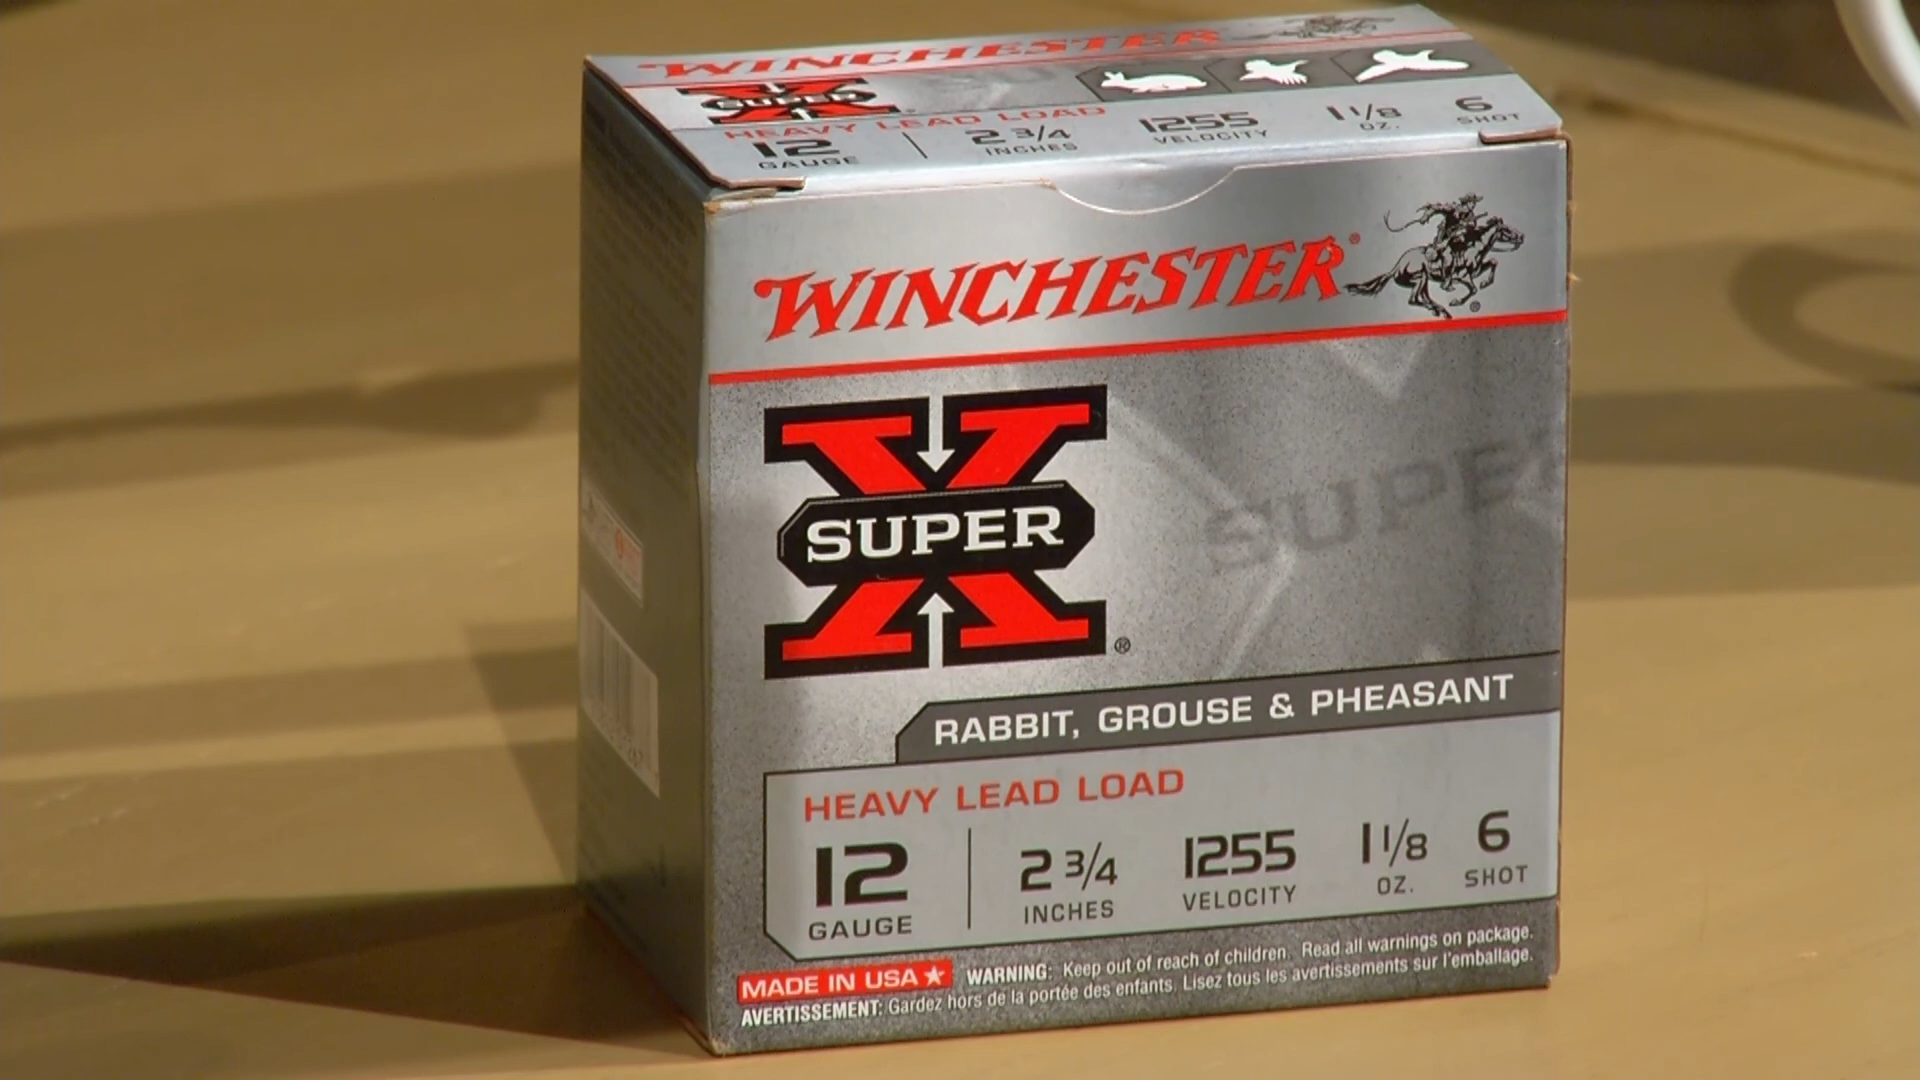 WINCHESTER
SUPER X
HEAVY LEAD LOAD
12 GAUGE
2 3/4 INCHES
1255 VELOCITY
1 1/8 OZ.
6 SHOT
WINCHESTER®
X
SUPER
®
SUPER
RABBIT, GROUSE & PHEASANT
HEAVY LEAD LOAD
12 2 3/4 1255 1 1/8 6
GAUGE INCHES VELOCITY OZ. SHOT
MADE IN USA ★ WARNING: Keep out of reach of children. Read all warnings on package.
AVERTISSEMENT: Gardez hors de la portée des enfants. Lisez tous les avertissements sur l'emballage.